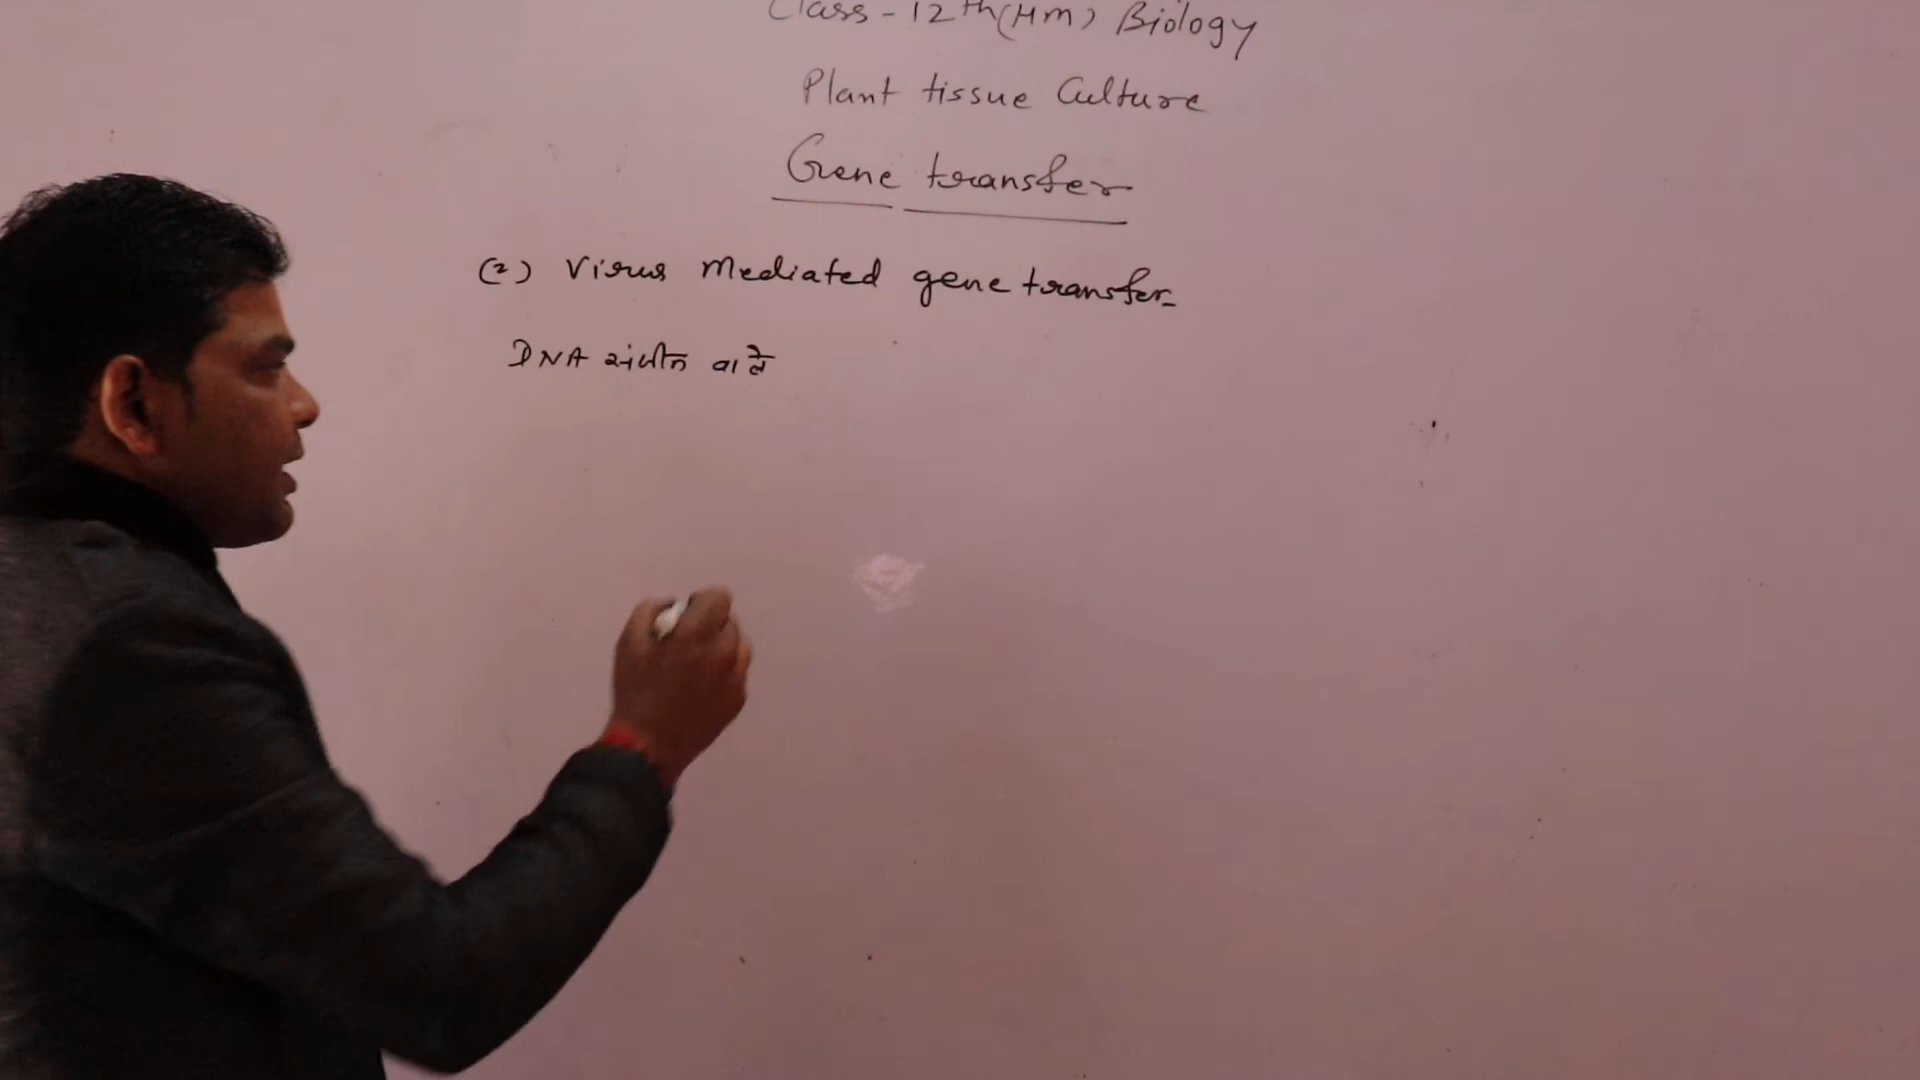 Class - 12th (HM) Biology
Plant tissue Culture
Gene transfer
(2) Virus Mediated gene transfer-
DNA वाले